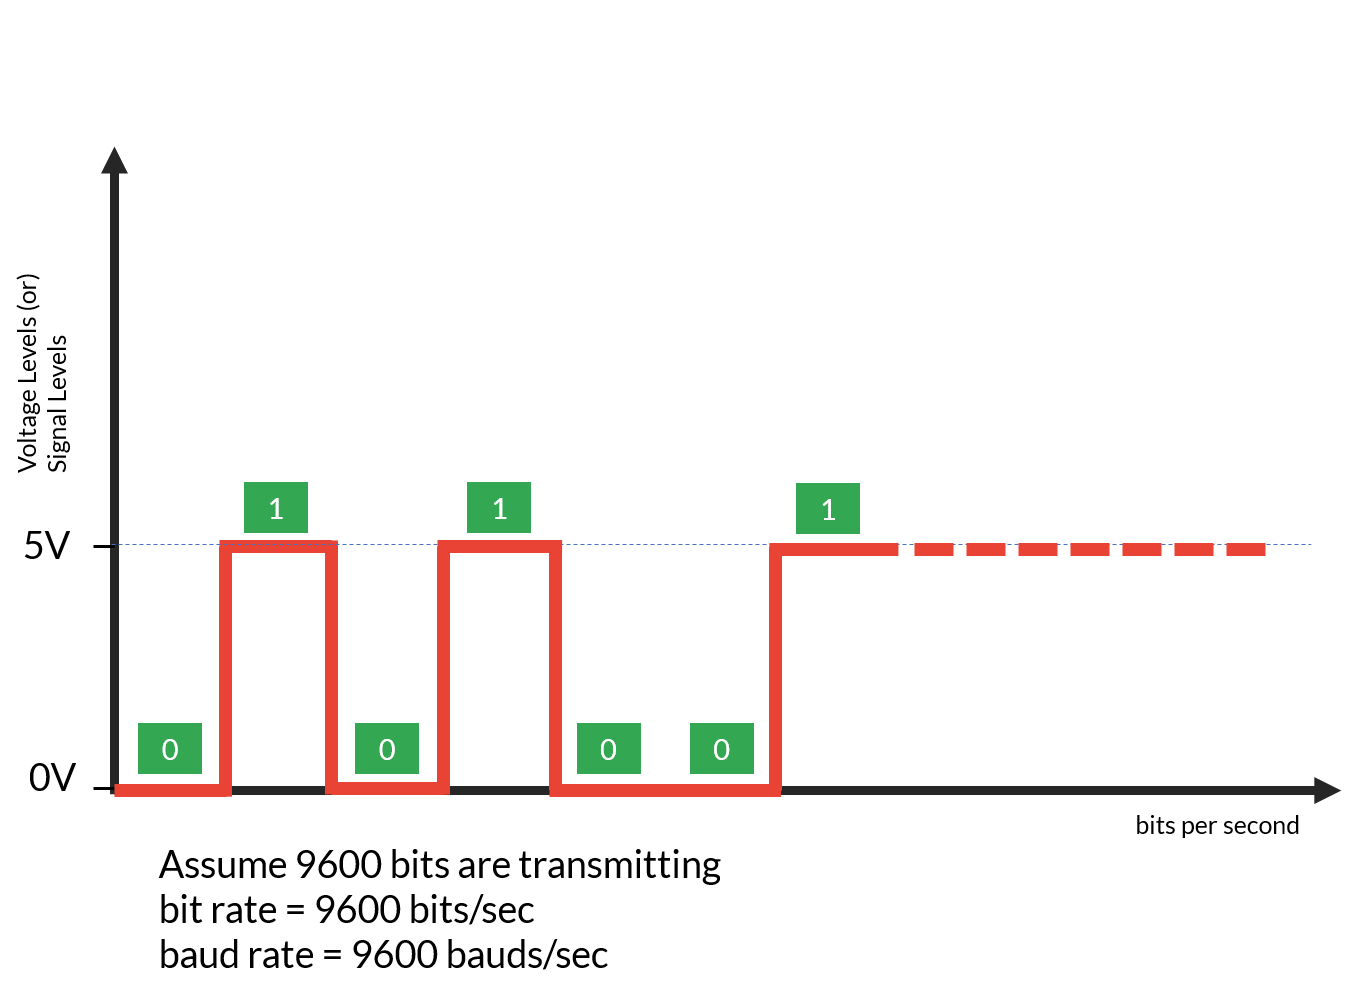 Voltage Levels (or)
Signal Levels
1
1
1
5V
0
0
0
0
0V
bits per second
Assume 9600 bits are transmitting
bit rate = 9600 bits/sec
baud rate = 9600 bauds/sec